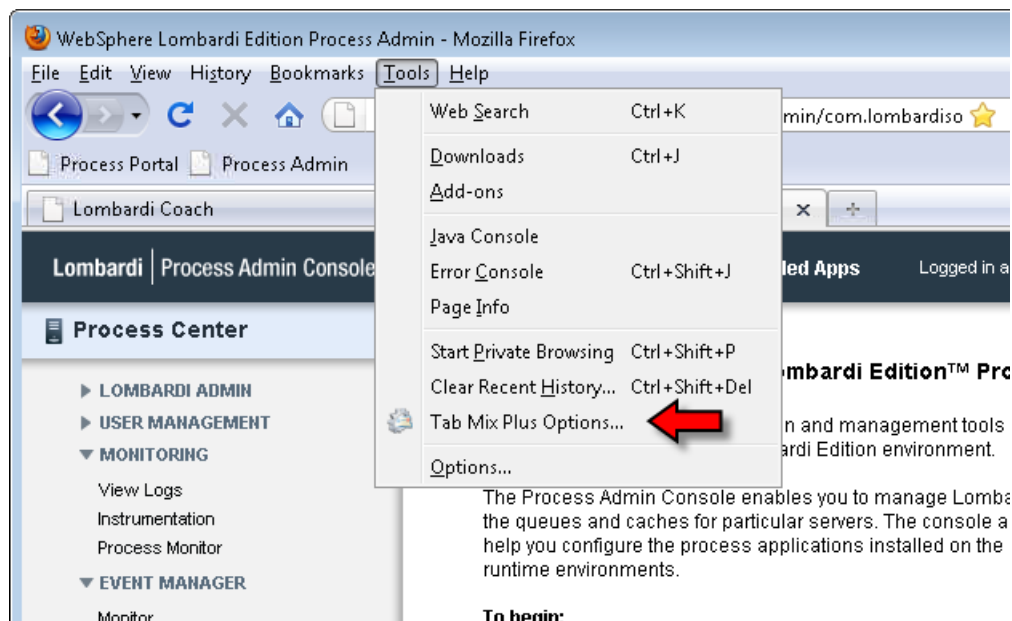 WebSphere Lombardi Edition Process Admin - Mozilla Firefox
File Edit View History Bookmarks Tools Help
min/com.lombardiso
Process Portal Process Admin
Lombardi Coach
Web Search Ctrl+K
Downloads Ctrl+J
Add-ons
Java Console
Error Console Ctrl+Shift+J
Page Info
Start Private Browsing Ctrl+Shift+P
Clear Recent History... Ctrl+Shift+Del
Tab Mix Plus Options...
Options...
Lombardi Process Admin Console
led Apps Logged in a
Process Center
LOMBARDI ADMIN
USER MANAGEMENT
MONITORING
View Logs
Instrumentation
Process Monitor
EVENT MANAGER
Monitor
mbardi Edition™ Pro
n and management tools
ardi Edition environment.
The Process Admin Console enables you to manage Lomba
the queues and caches for particular servers. The console a
help you configure the process applications installed on the
runtime environments.
To begin: